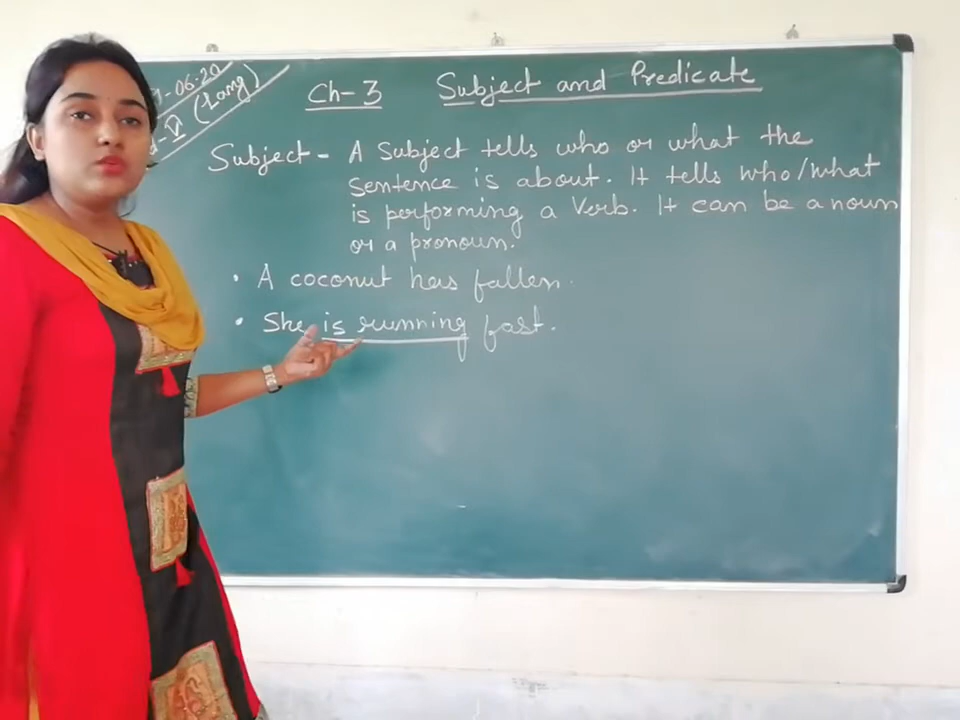 -06-20
V (Lang)
Ch-3 Subject and Predicate
Subject - A Subject tells who or what the
sentence is about. It tells who/what
is performing a Verb. It can be a noun
or a pronoun.
• A coconut has fallen.
• She is running fast.